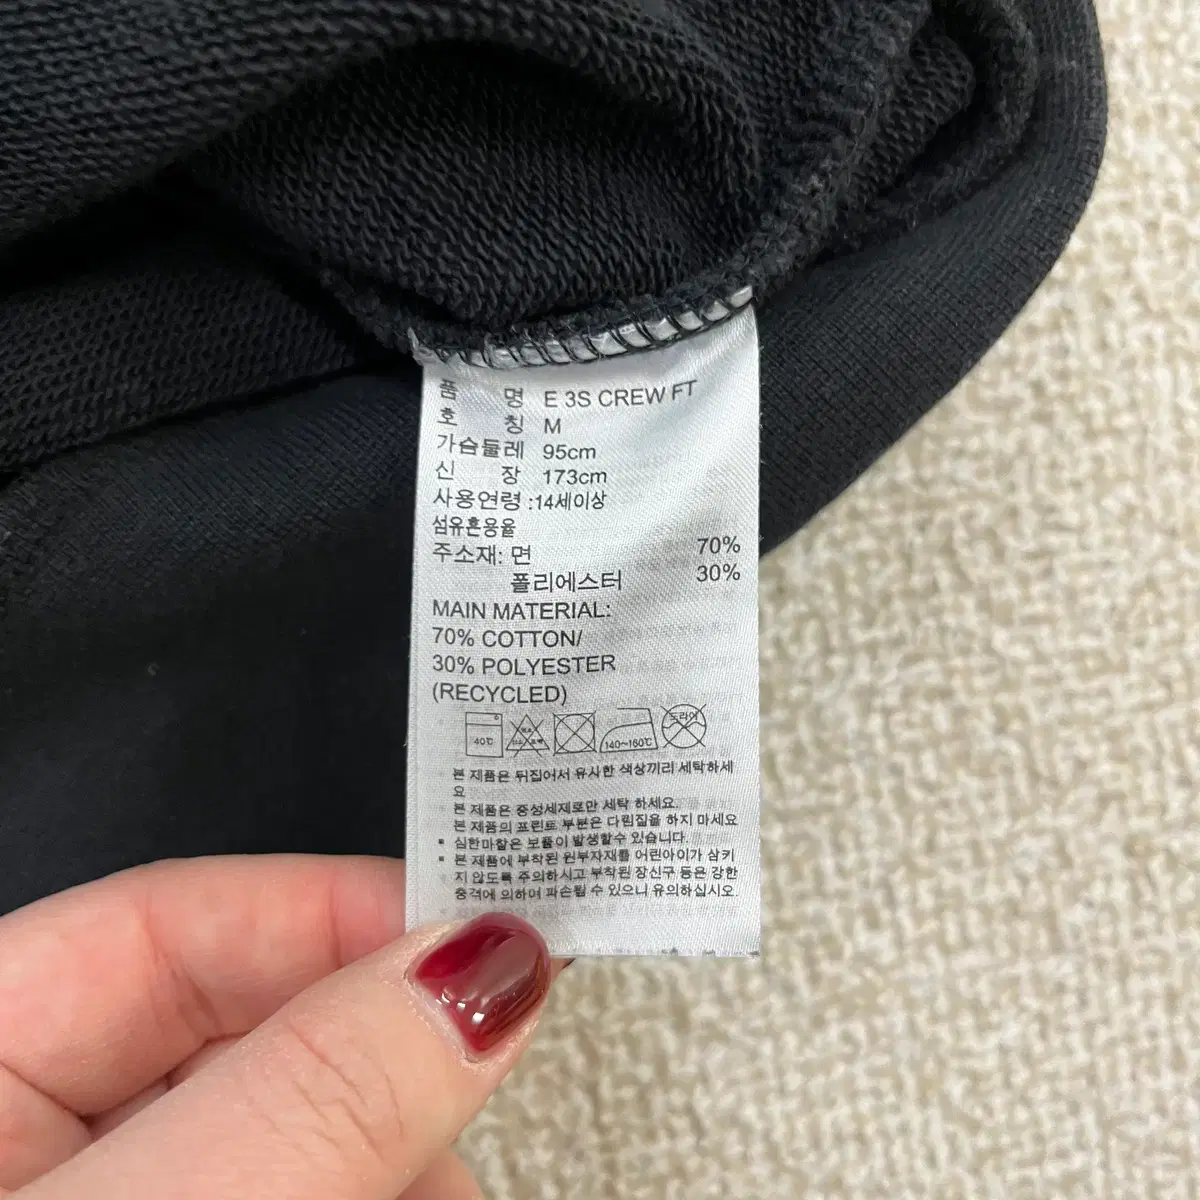 품 명 E 3S CREW FT
호 칭 M
가슴둘레 95cm
신 장 173cm
사용연령 :14세이상
섬유혼용율
주소재: 면 70%
폴리에스터 30%
MAIN MATERIAL:
70% COTTON/
30% POLYESTER
(RECYCLED)
40℃ 140~160℃ 드라이
본 제품은 뒤집어서 유사한 색상끼리 세탁하세
요
본 제품은 중성세제로만 세탁 하세요.
본 제품의 프린트 부분은 다림질을 하지 마세요
▪ 심한마찰은 보풀이 발생할수 있습니다.
▪ 본 제품에 부착된 원부자재를 어린아이가 삼키
지 않도록 주의하시고 부착된 장신구 등은 강한
충격에 의하여 파손될 수 있으니 유의하십시오.